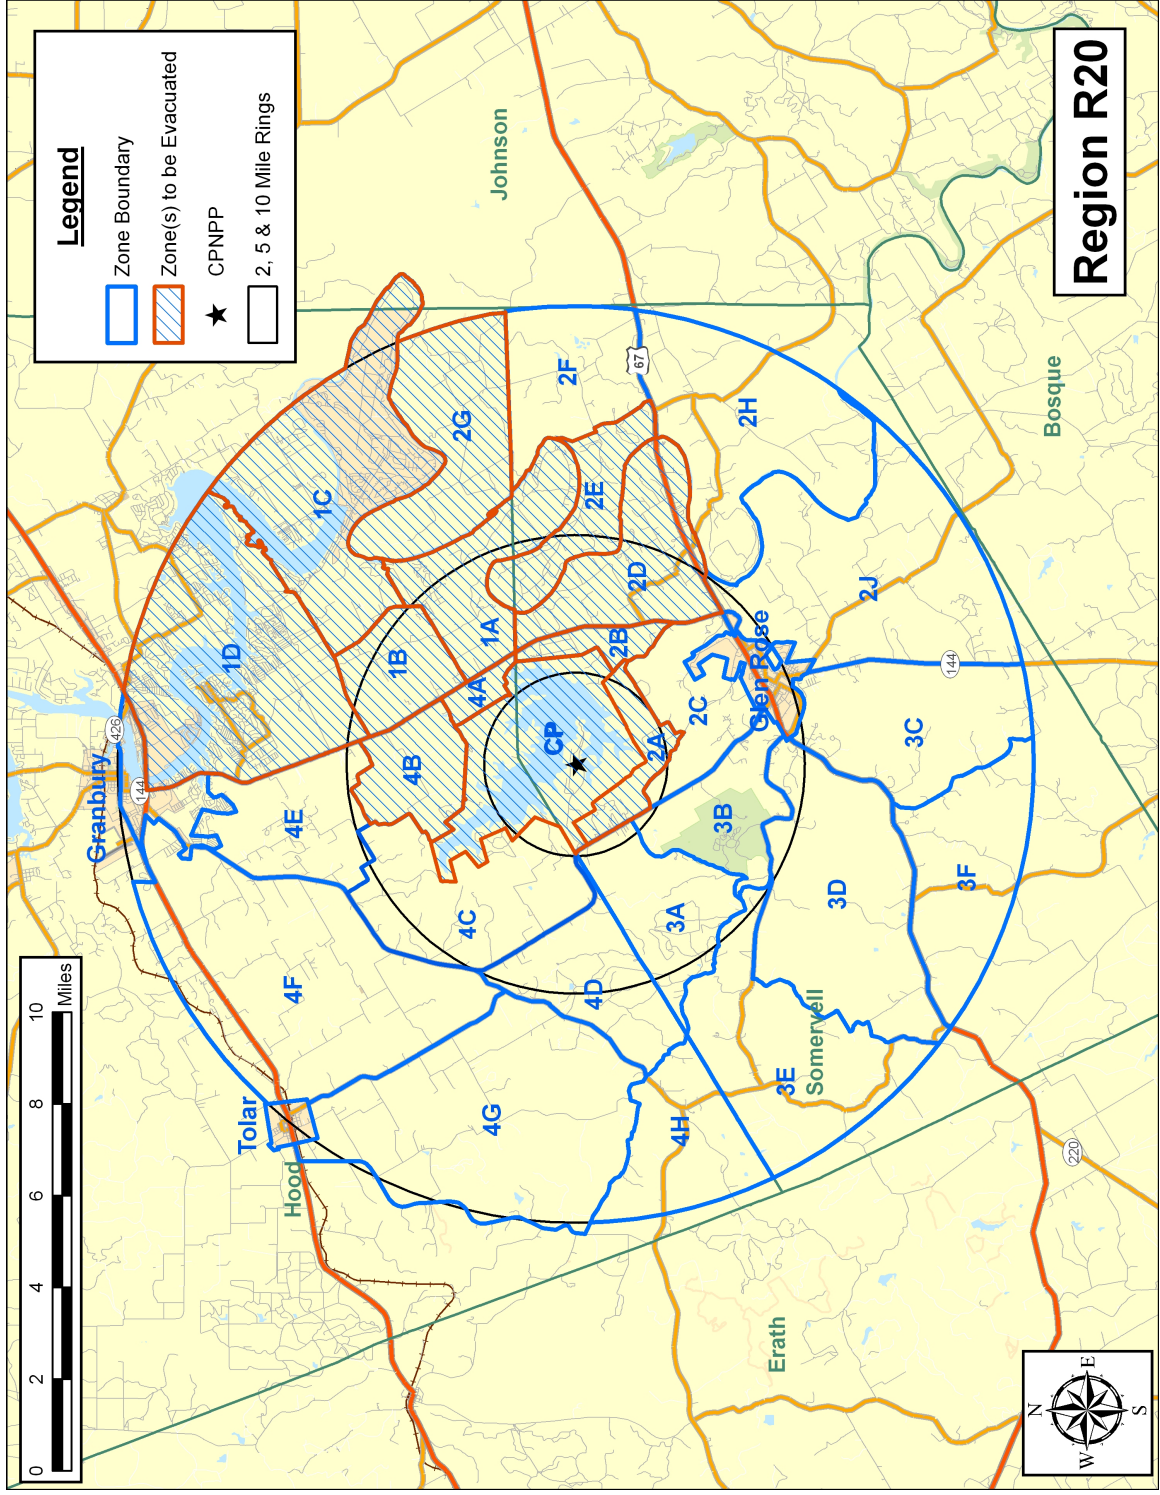 Legend
Zone Boundary
Zone(s) to be Evacuated
CPNPP
2, 5 & 10 Mile Rings
Region R20
0 2 4 6 8 10
Miles
N
W E
S
Granbury
Tolar
Glen Rose
Hood
Johnson
Somervell
Bosque
Erath
426
144
67
144
220
CP
1A
1B
1C
1D
2A
2B
2C
2D
2E
2F
2G
2H
2J
3A
3B
3C
3D
3E
3F
4A
4B
4C
4D
4E
4F
4G
4H